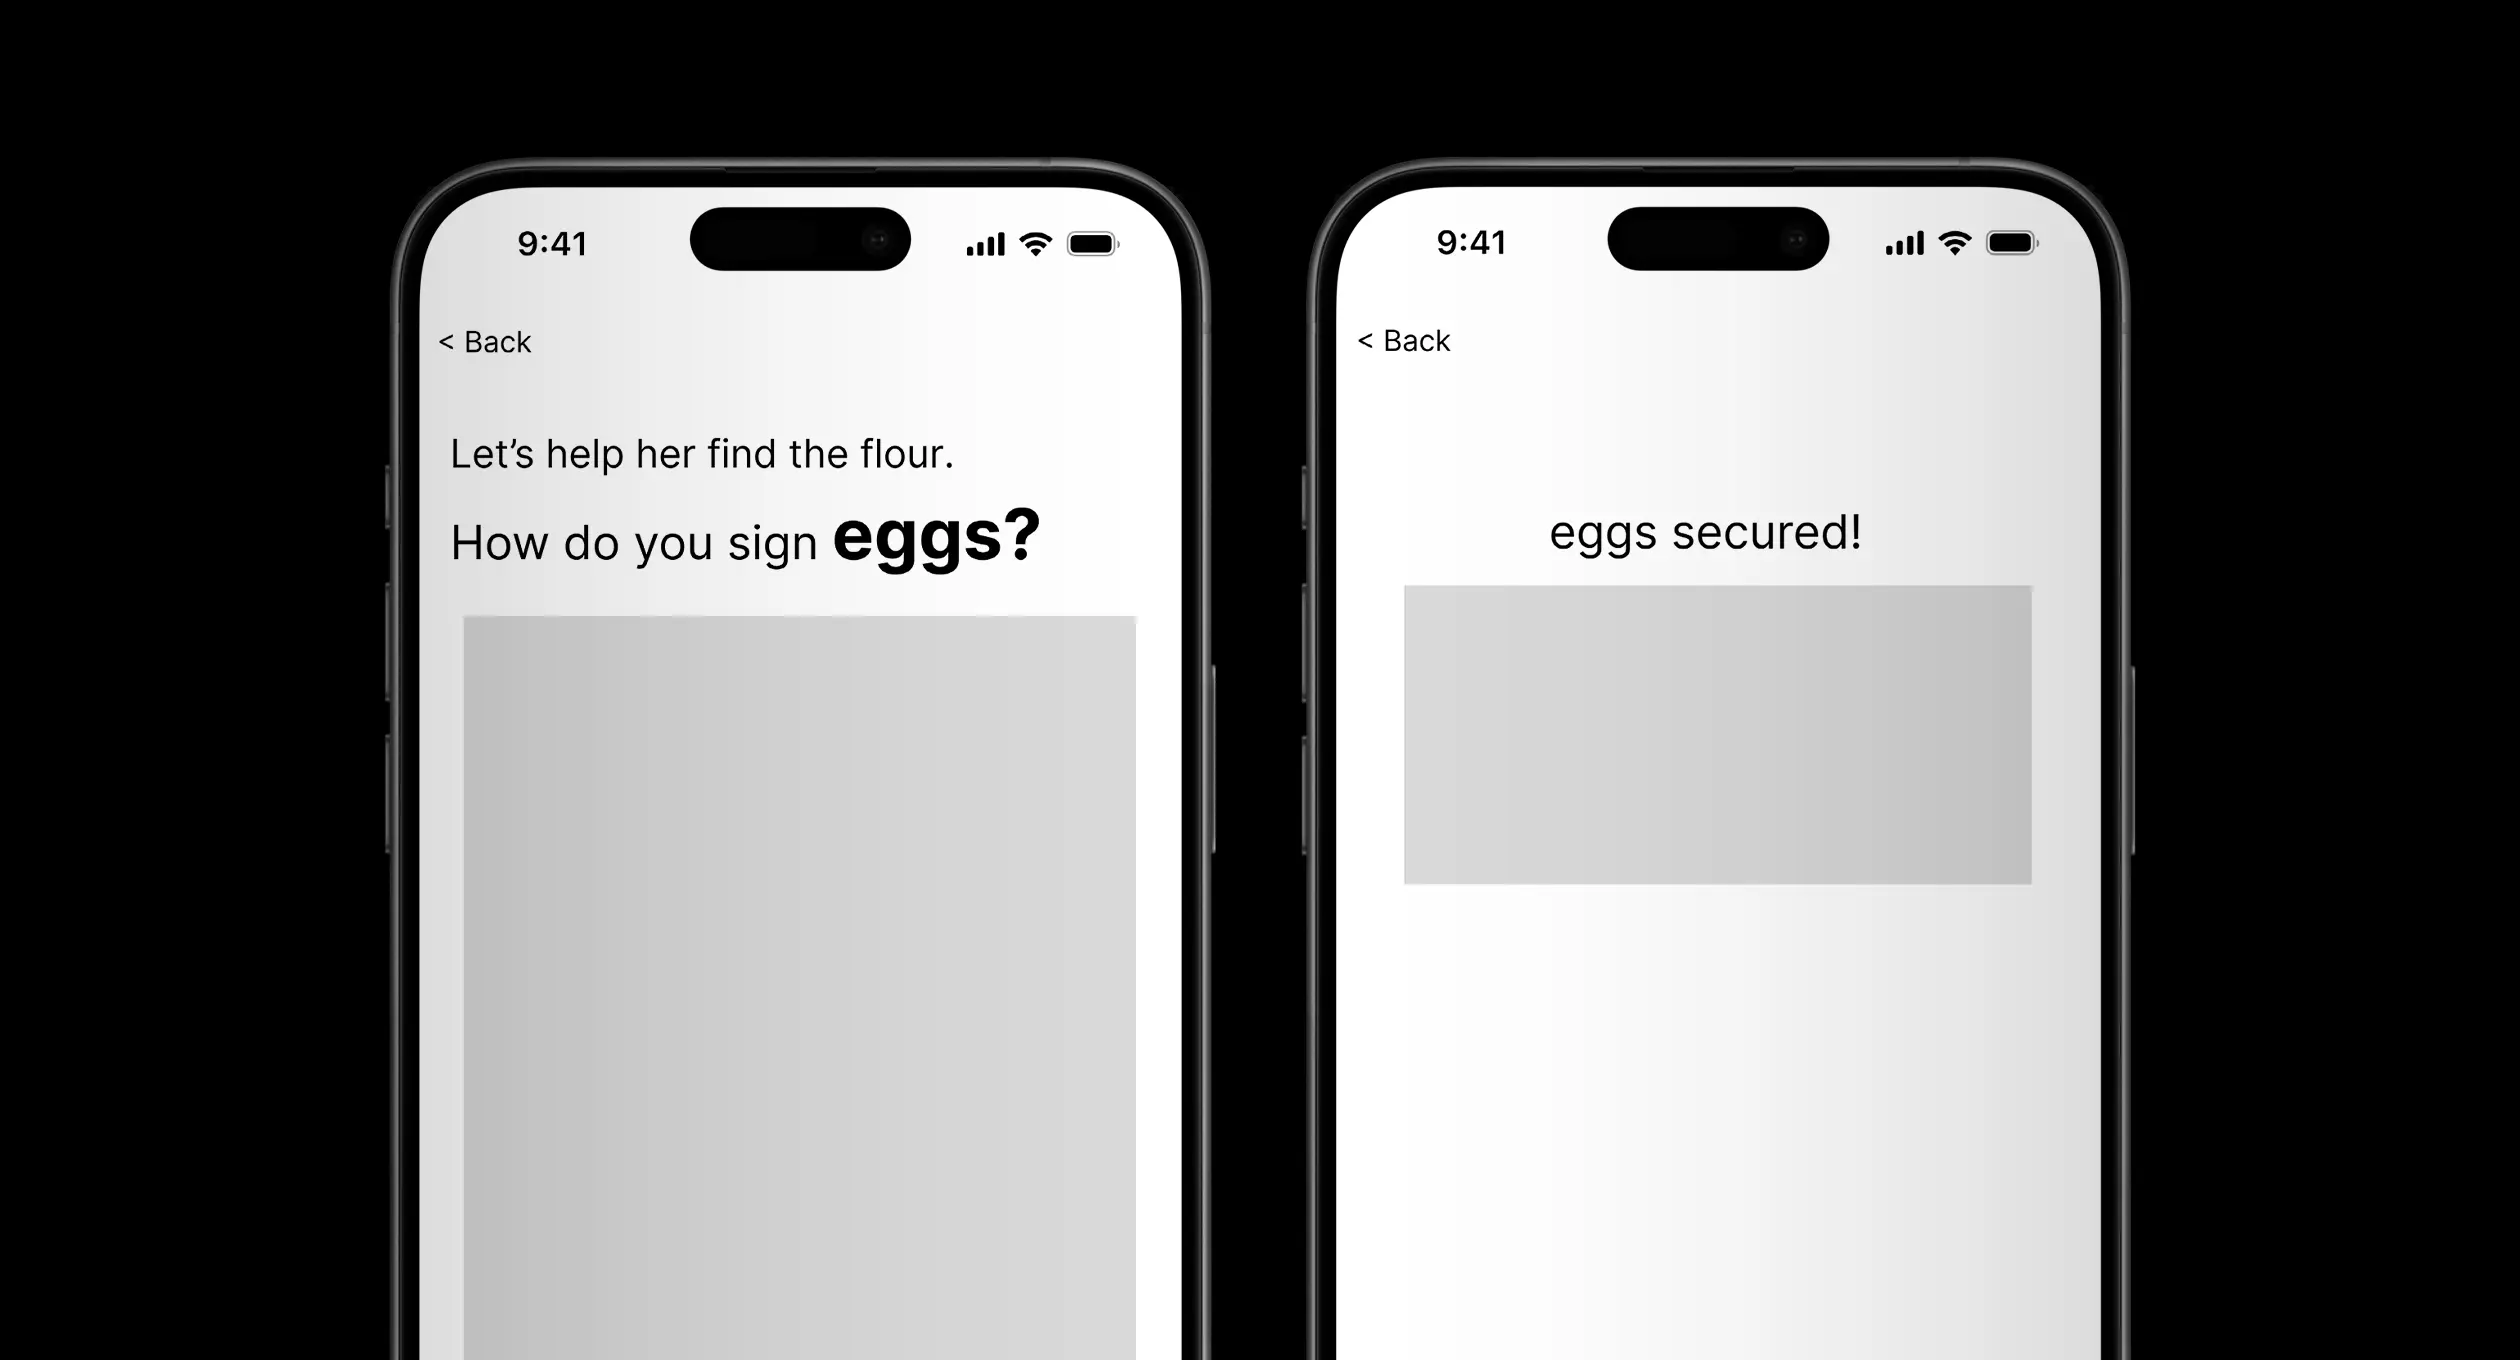 9:41
< Back
Let's help her find the flour.
How do you sign eggs?
9:41
< Back
eggs secured!